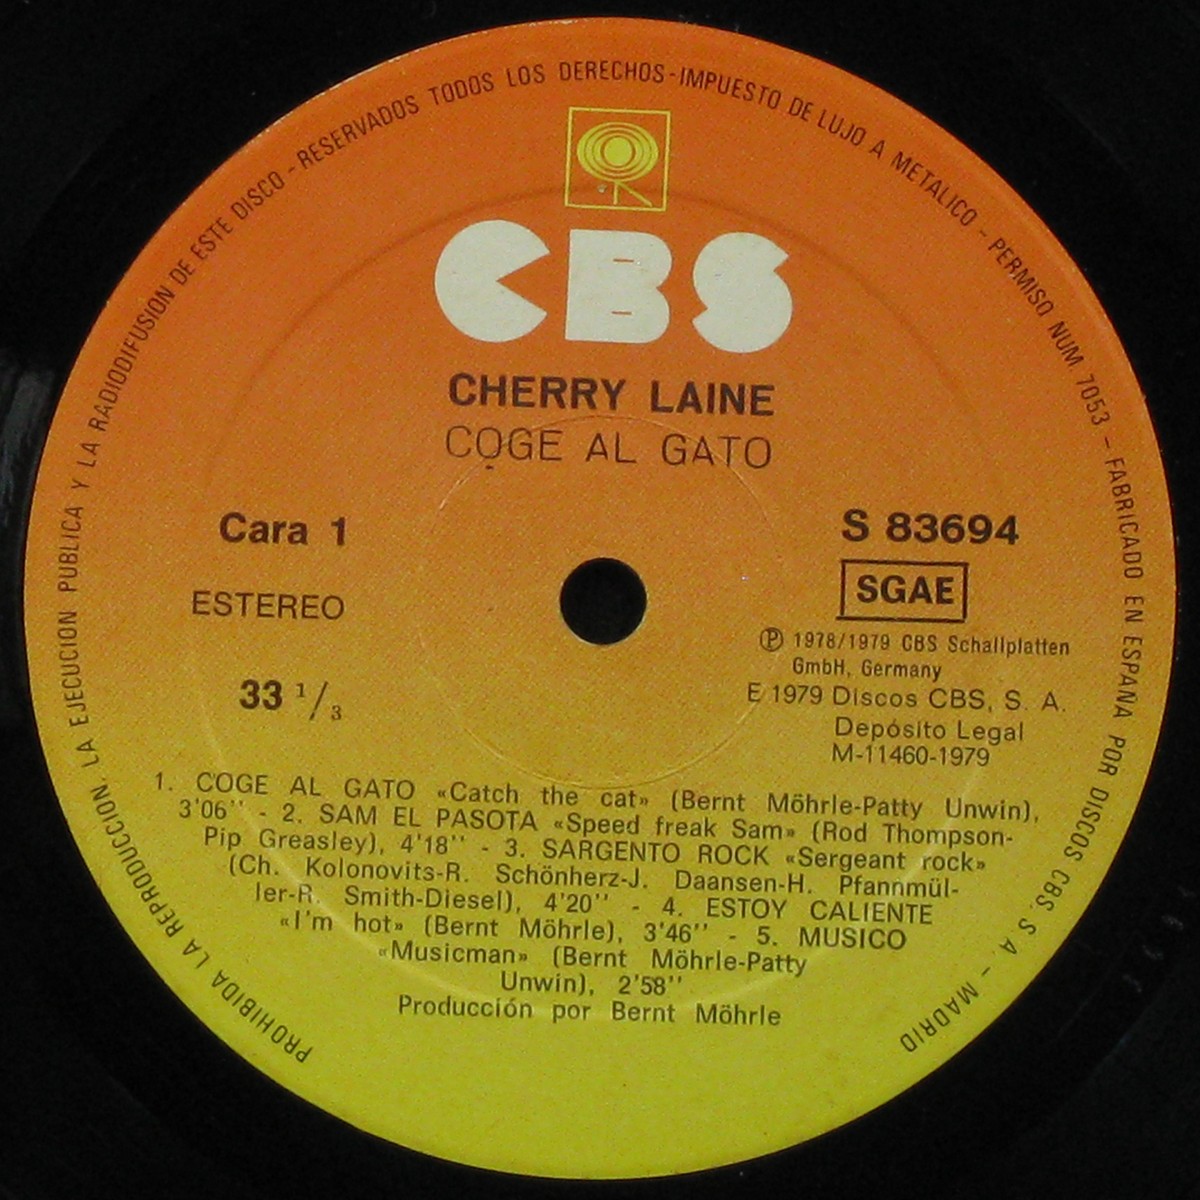 PROHIBIDA LA REPRODUCCION, LA EJECUCION PUBLICA Y LA RADIODIFUSION DE ESTE DISCO - RESERVADOS TODOS LOS DERECHOS - IMPUESTO DE LUJO A METALICO - PERMISO NUM 7053 - FABRICADO EN ESPAÑA POR DISCOS CBS, S. A. - MADRID
CBS
CHERRY LAINE
COGE AL GATO
Cara 1
S 83694
SGAE
ESTEREO
℗ 1978/1979 CBS Schallplatten
GmbH, Germany
E 1979 Discos CBS, S. A.
33 1/3
Depósito Legal
M-11460-1979
1. COGE AL GATO «Catch the cat» (Bernt Möhrle-Patty Unwin),
3'06'' - 2. SAM EL PASOTA «Speed freak Sam» (Rod Thompson-
Pip Greasley), 4'18'' - 3. SARGENTO ROCK «Sergeant rock»
(Ch. Kolonovits-R. Schönherz-J. Daansen-H. Pfannmül-
ler-R. Smith-Diesel), 4'20'' - 4. ESTOY CALIENTE
«I'm hot» (Bernt Möhrle), 3'46'' - 5. MUSICO
«Musicman» (Bernt Möhrle-Patty
Unwin), 2'58''
Producción por Bernt Möhrle